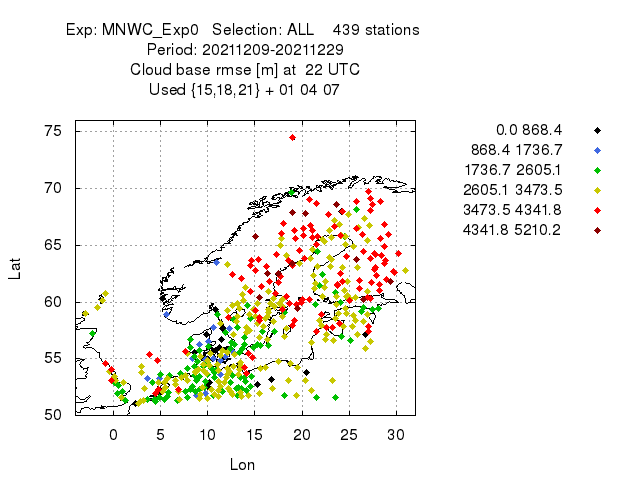 Exp: MNWC_Exp0 Selection: ALL 439 stations
Period: 20211209-20211229
Cloud base rmse [m] at 22 UTC
Used {15,18,21} + 01 04 07
0.0 868.4
868.4 1736.7
1736.7 2605.1
2605.1 3473.5
3473.5 4341.8
4341.8 5210.2
75
70
65
60
55
50
Lat
0 5 10 15 20 25 30
Lon